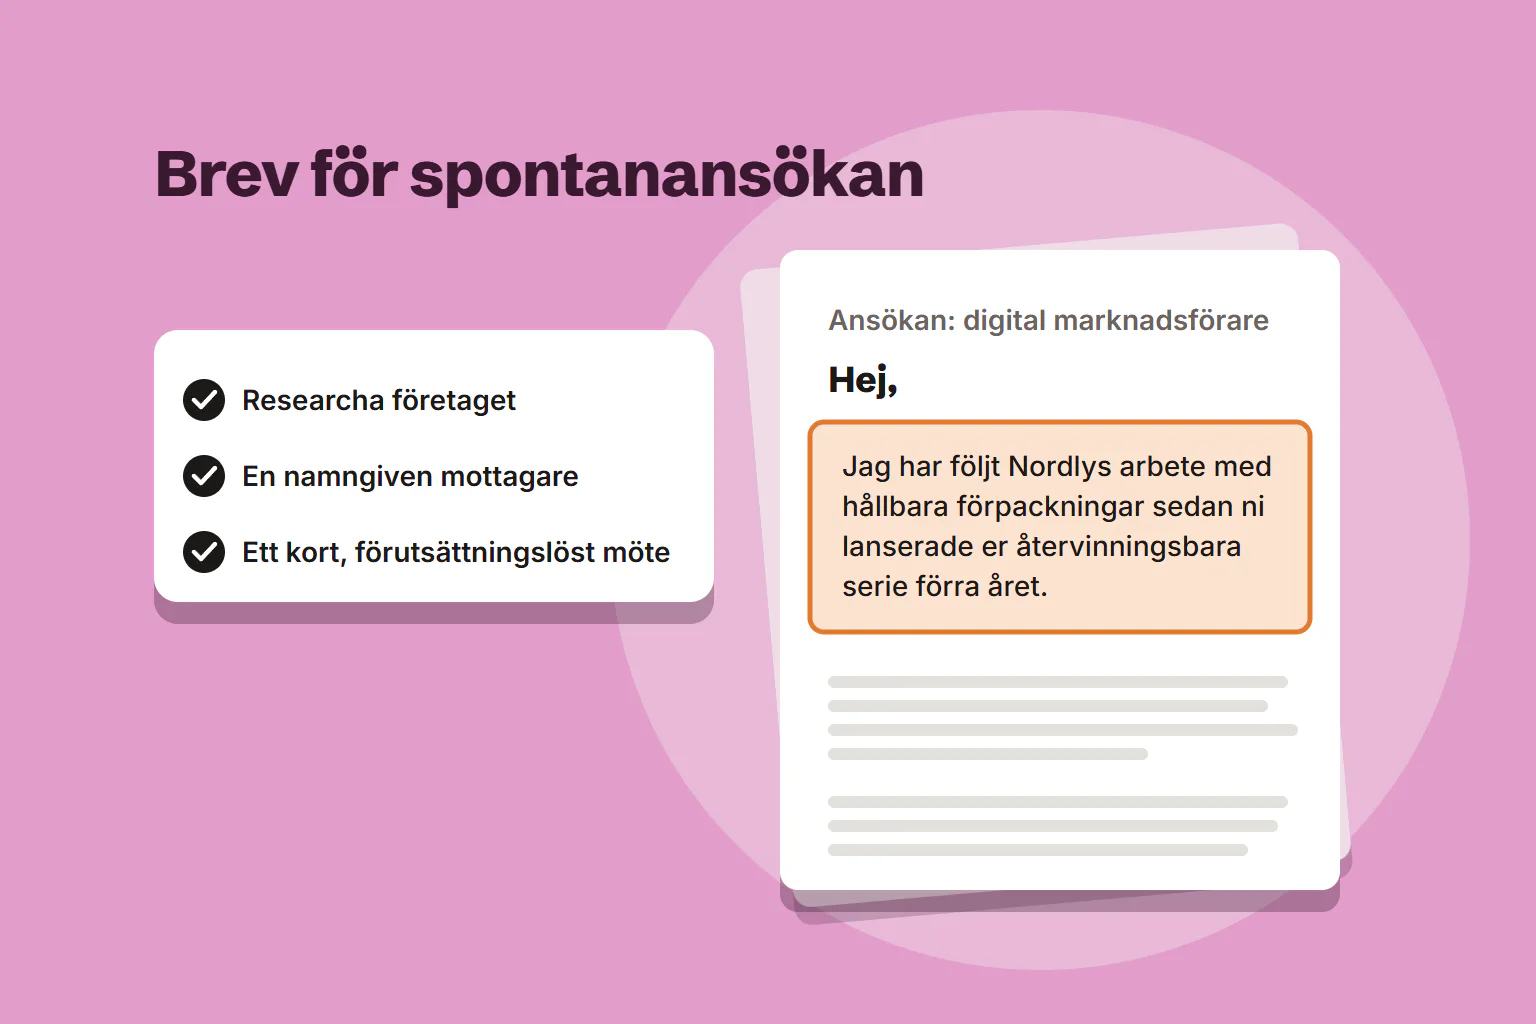 Brev för spontanansökan
Researcha företaget
En namngiven mottagare
Ett kort, förutsättningslöst möte
Ansökan: digital marknadsförare
Hej,
Jag har följt Nordlys arbete med
hållbara förpackningar sedan ni
lanserade er återvinningsbara
serie förra året.